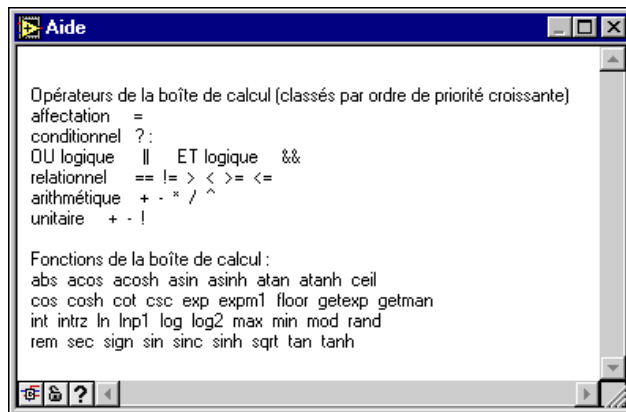 Aide
Opérateurs de la boîte de calcul (classés par ordre de priorité croissante)
affectation =
conditionnel ? :
OU logique || ET logique &&
relationnel == != > < >= <=
arithmétique + - * / ^
unitaire + - !
Fonctions de la boîte de calcul :
abs acos acosh asin asinh atan atanh ceil
cos cosh cot csc exp expm1 floor getexp getman
int intrz ln lnp1 log log2 max min mod rand
rem sec sign sin sinc sinh sqrt tan tanh
?